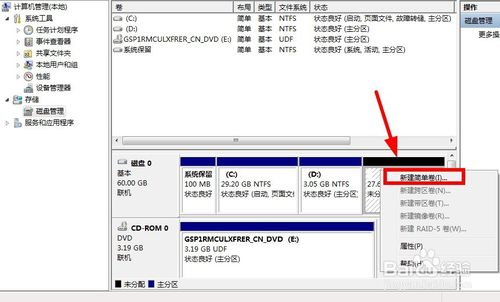 计算机管理(本地)
系统工具
任务计划程序
事件查看器
共享文件夹
本地用户和组
性能
设备管理器
存储
磁盘管理
服务和应用程序
卷 布局 类型 文件系统 状态
(C:) 简单 基本 NTFS 状态良好 (启动, 页面文件, 故障转储, 主分区)
(D:) 简单 基本 NTFS 状态良好 (主分区)
GSP1RMCULXFRER_CN_DVD (E:) 简单 基本 UDF 状态良好 (主分区)
系统保留 简单 基本 NTFS 状态良好 (系统, 活动, 主分区)
操作
磁盘管理
更多操
磁盘 0
基本
60.00 GB
联机
系统保留
100 MB
状态良好
(C:)
29.20 GB NTFS
状态良好 (启动, 页面文
(D:)
3.05 GB NTFS
状态良好 (主分区)
27.6
未分
新建简单卷(I)...
新建跨区卷(N)...
新建带区卷(T)...
新建镜像卷(R)...
新建 RAID-5 卷(W)...
属性(P)
帮助(H)
CD-ROM 0
DVD
3.19 GB
联机
GSP1RMCULXFRER_CN_DVD (E:)
3.19 GB UDF
状态良好 (主分区)
未分配 主分区
Baidu 经验